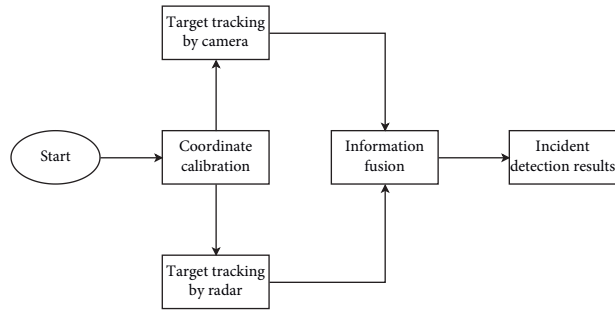 Target tracking
by camera
Start
Coordinate
calibration
Information
fusion
Incident
detection results
Target tracking
by radar